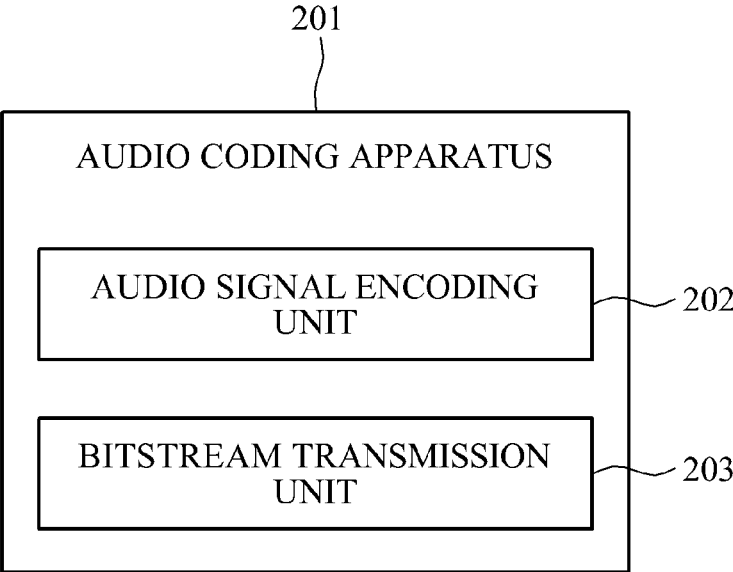 201
AUDIO CODING APPARATUS
AUDIO SIGNAL ENCODING
UNIT
202
BITSTREAM TRANSMISSION
UNIT
203